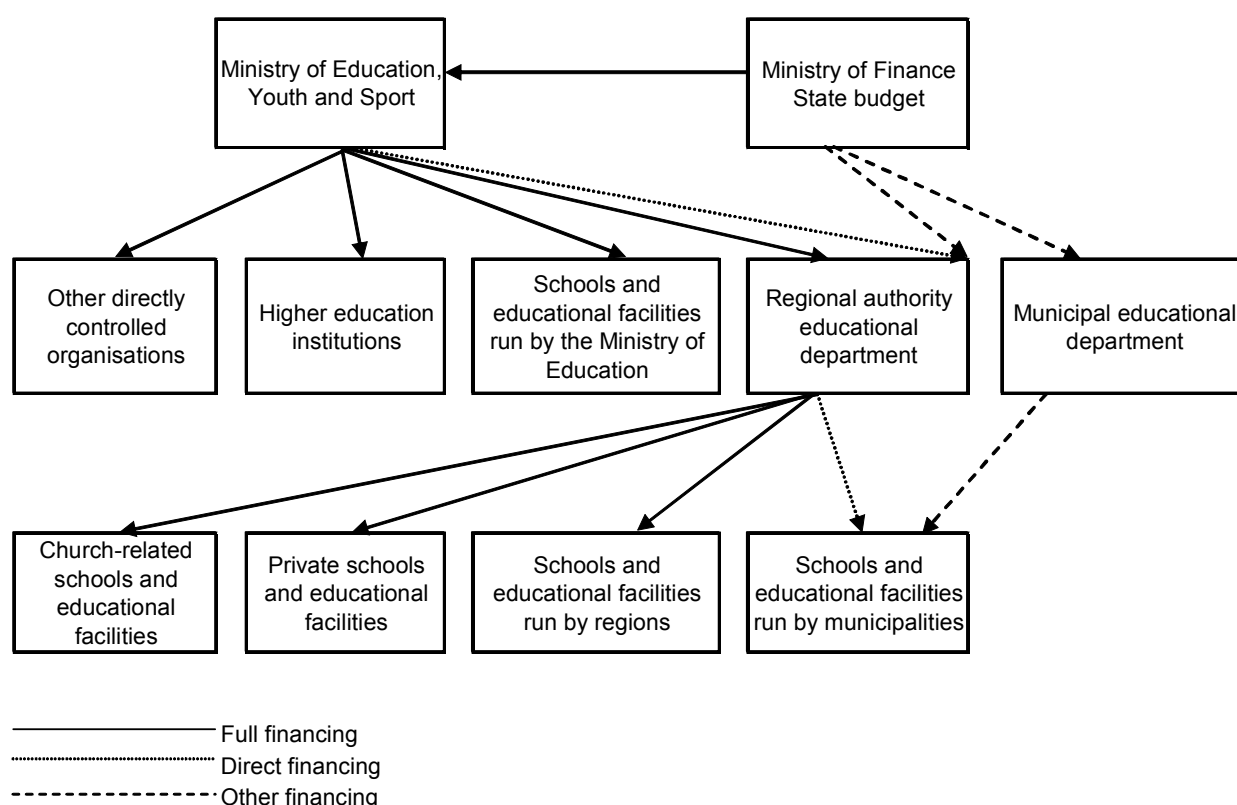 Ministry of Education,
Youth and Sport
Ministry of Finance
State budget
Other directly
controlled
organisations
Higher education
institutions
Schools and
educational facilities
run by the Ministry of
Education
Regional authority
educational
department
Municipal educational
department
Church-related
schools and
educational
facilities
Private schools
and educational
facilities
Schools and
educational facilities
run by regions
Schools and
educational facilities
run by municipalities
Full financing
Direct financing
Other financing